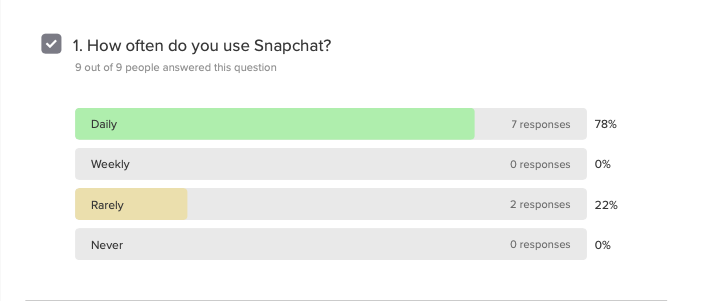 1. How often do you use Snapchat?
9 out of 9 people answered this question
Daily 7 responses 78%
Weekly 0 responses 0%
Rarely 2 responses 22%
Never 0 responses 0%